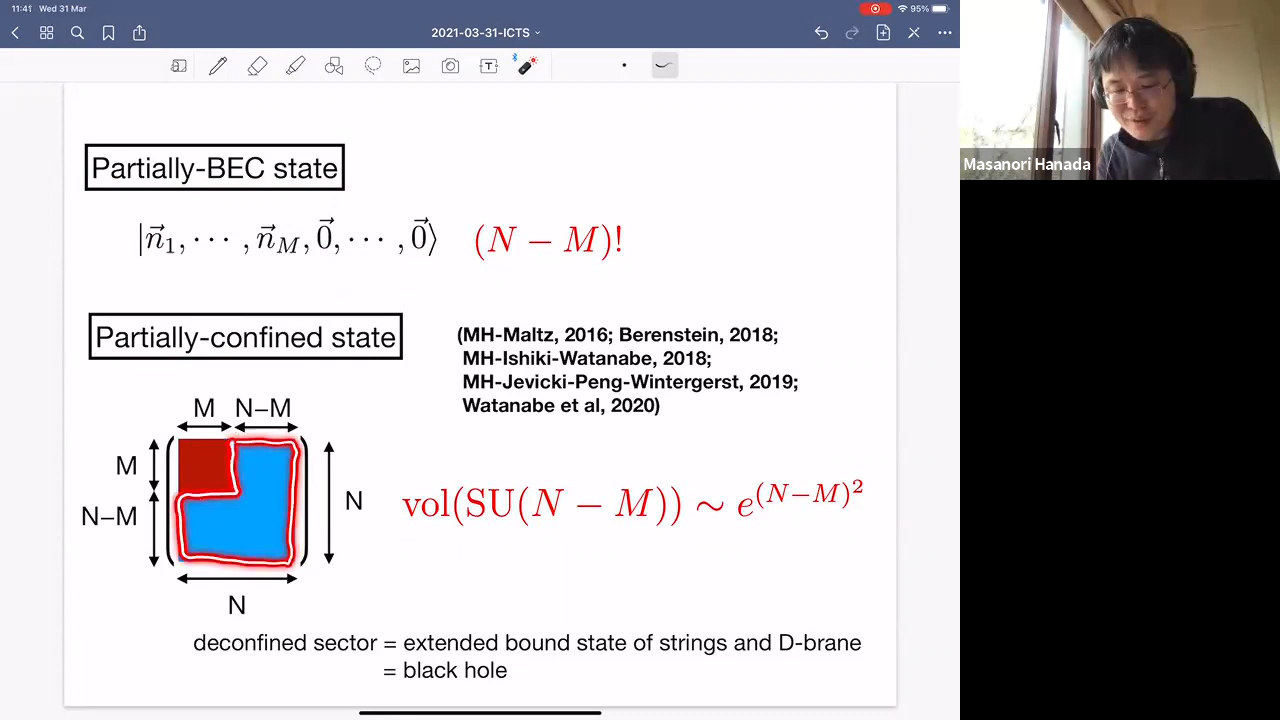 11:41 Wed 31 Mar
95%
2021-03-31-ICTS
Masanori Hanada
Partially-BEC state
|n⃗₁, ⋯ , n⃗_M, 0⃗, ⋯ , 0⃗⟩ (N − M)!
Partially-confined state
(MH-Maltz, 2016; Berenstein, 2018;
MH-Ishiki-Watanabe, 2018;
MH-Jevicki-Peng-Wintergerst, 2019;
Watanabe et al, 2020)
M N−M
M
N−M
N
N
vol(SU(N − M)) ∼ e^{(N−M)^2}
deconfined sector = extended bound state of strings and D-brane
= black hole